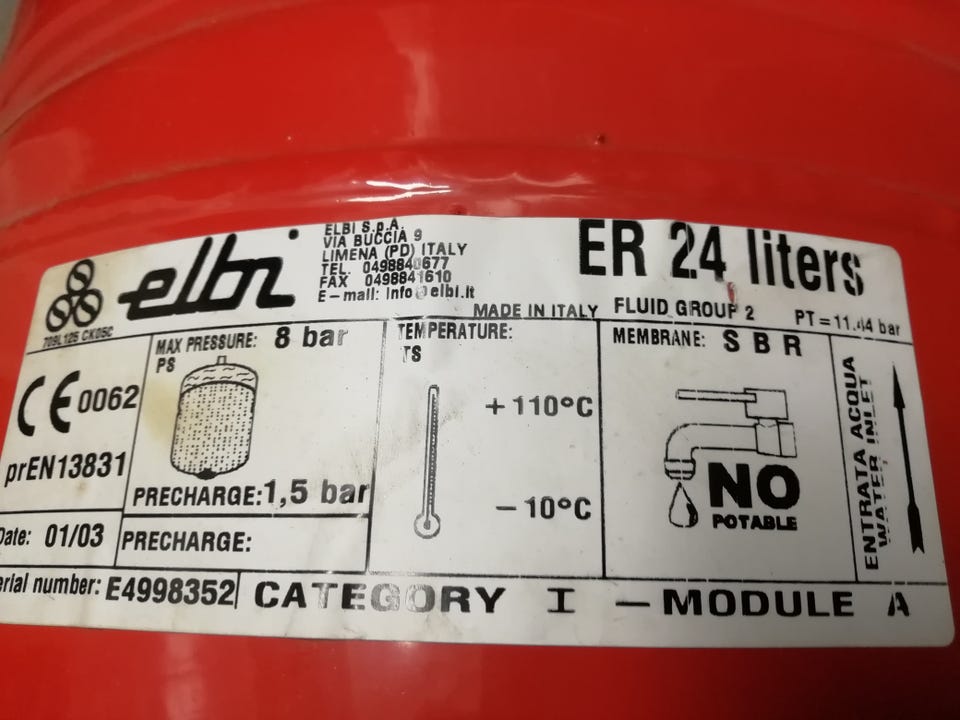 elbi
ELBI S.p.A.
VIA BUCCIA 9
LIMENA (PD) ITALY
TEL. 0498840677
FAX 0498841610
E-mail: info@elbi.it
ER 24 liters
709L125 CK05C
MADE IN ITALY
FLUID GROUP 2
PT=11.44 bar
CE 0062
prEN13831
Date: 01/03
MAX PRESSURE: 8 bar
PS
PRECHARGE: 1,5 bar
PRECHARGE:
TEMPERATURE:
TS
+110°C
-10°C
MEMBRANE: SBR
NO
POTABLE
ENTRATA ACQUA
WATER INLET
erial number: E4998352
CATEGORY I - MODULE A